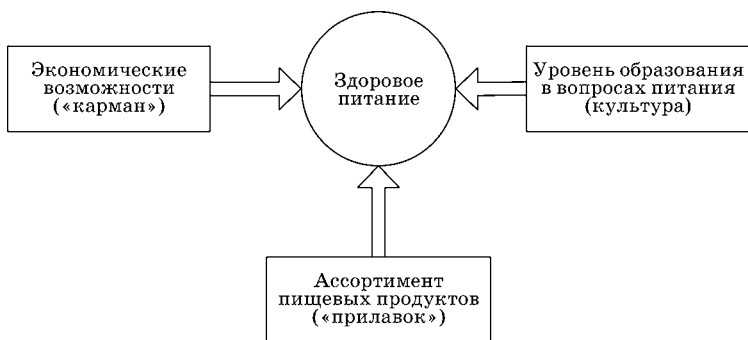 Экономические
возможности
(«карман»)
Здоровое
питание
Уровень образования
в вопросах питания
(культура)
Ассортимент
пищевых продуктов
(«прилавок»)